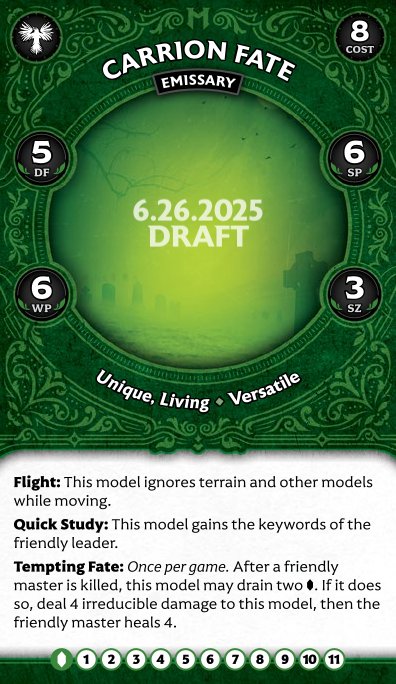 M
CARRION FATE
EMISSARY
8
COST
5
DF
6
SP
6.26.2025
DRAFT
6
WP
3
SZ
Unique, Living ⬥ Versatile
Flight: This model ignores terrain and other models
while moving.
Quick Study: This model gains the keywords of the
friendly leader.
Tempting Fate: Once per game. After a friendly
master is killed, this model may drain two ⬮. If it does
so, deal 4 irreducible damage to this model, then the
friendly master heals 4.
1 2 3 4 5 6 7 8 9 10 11